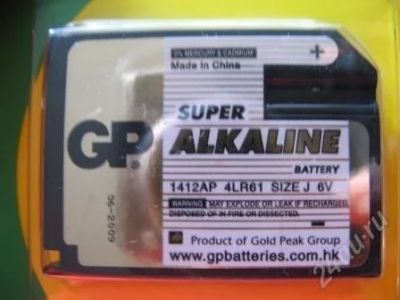 0% MERCURY & CADMIUM
Made in China
+
GP
SUPER
ALKALINE
BATTERY
1412AP 4LR61 SIZE J 6V
WARNING: MAY EXPLODE OR LEAK IF RECHARGED,
DISPOSED OF IN FIRE OR DISSECTED.
05-2009
Product of Gold Peak Group
www.gpbatteries.com.hk
24au.ru